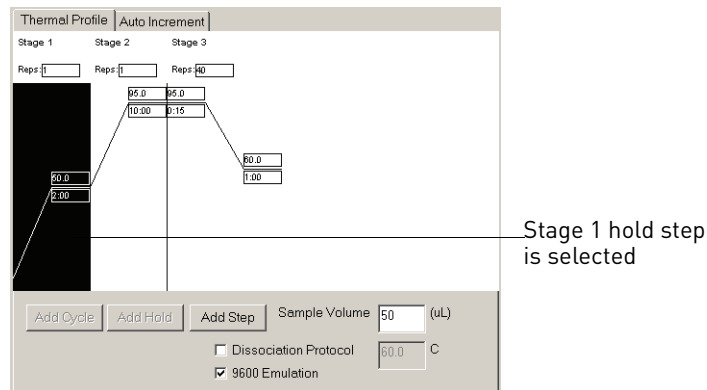 Thermal Profile Auto Increment
Stage 1 Stage 2 Stage 3
Reps: 1 Reps: 1 Reps: 40
95.0 95.0
10:00 0:15
60.0
1:00
50.0
2:00
Stage 1 hold step
is selected
Add Cycle Add Hold Add Step Sample Volume 50 (uL)
Dissociation Protocol 60.0 C
9600 Emulation